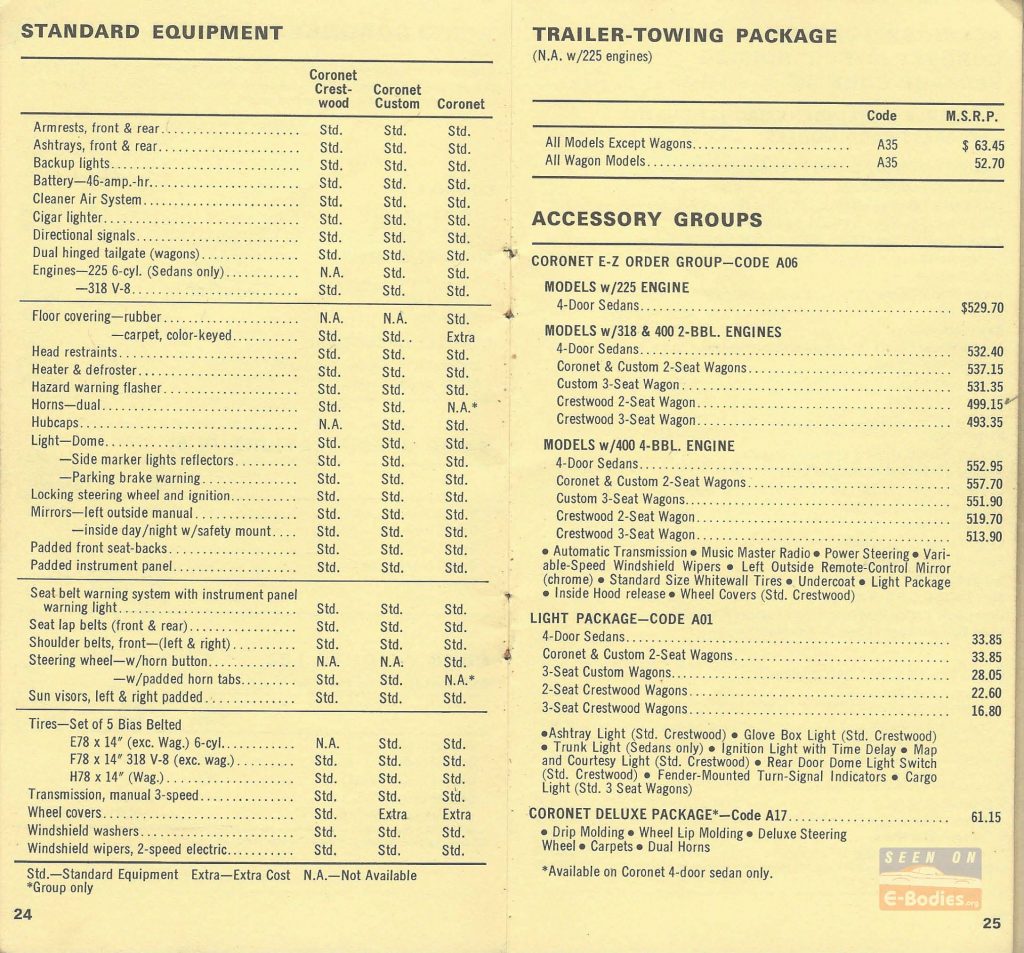 STANDARD EQUIPMENT
Coronet
Crest- Coronet
wood Custom Coronet
Armrests, front & rear Std. Std. Std.
Ashtrays, front & rear Std. Std. Std.
Backup lights Std. Std. Std.
Battery—46-amp.-hr. Std. Std. Std.
Cleaner Air System Std. Std. Std.
Cigar lighter Std. Std. Std.
Directional signals Std. Std. Std.
Dual hinged tailgate (wagons) Std. Std. Std.
Engines—225 6-cyl. (Sedans only) N.A. Std. Std.
—318 V-8 Std. Std. Std.
Floor covering—rubber N.A. N.A. Std.
—carpet, color-keyed Std. Std.. Extra
Head restraints Std. Std. Std.
Heater & defroster Std. Std. Std.
Hazard warning flasher Std. Std. Std.
Horns—dual Std. Std. N.A.*
Hubcaps N.A. Std. Std.
Light—Dome Std. Std. Std.
—Side marker lights reflectors Std. Std. Std.
—Parking brake warning Std. Std. Std.
Locking steering wheel and ignition Std. Std. Std.
Mirrors—left outside manual Std. Std. Std.
—inside day/night w/safety mount Std. Std. Std.
Padded front seat-backs Std. Std. Std.
Padded instrument panel Std. Std. Std.
Seat belt warning system with instrument panel
warning light Std. Std. Std.
Seat lap belts (front & rear) Std. Std. Std.
Shoulder belts, front—(left & right) Std. Std. Std.
Steering wheel—w/horn button N.A. N.A. Std.
—w/padded horn tabs Std. Std. N.A.*
Sun visors, left & right padded Std. Std. Std.
Tires—Set of 5 Bias Belted
E78 x 14" (exc. Wag.) 6-cyl. N.A. Std. Std.
F78 x 14" 318 V-8 (exc. wag.) Std. Std. Std.
H78 x 14" (Wag.) Std. Std. Std.
Transmission, manual 3-speed Std. Std. Std.
Wheel covers Std. Extra Extra
Windshield washers Std. Std. Std.
Windshield wipers, 2-speed electric Std. Std. Std.
Std.—Standard Equipment Extra—Extra Cost N.A.—Not Available
*Group only
24
TRAILER-TOWING PACKAGE
(N.A. w/225 engines)
Code M.S.R.P.
All Models Except Wagons A35 $ 63.45
All Wagon Models A35 52.70
ACCESSORY GROUPS
CORONET E-Z ORDER GROUP—CODE A06
MODELS w/225 ENGINE
4-Door Sedans $529.70
MODELS w/318 & 400 2-BBL. ENGINES
4-Door Sedans 532.40
Coronet & Custom 2-Seat Wagons 537.15
Custom 3-Seat Wagon 531.35
Crestwood 2-Seat Wagon 499.15
Crestwood 3-Seat Wagon 493.35
MODELS w/400 4-BBL. ENGINE
4-Door Sedans 552.95
Coronet & Custom 2-Seat Wagons 557.70
Custom 3-Seat Wagons 551.90
Crestwood 2-Seat Wagon 519.70
Crestwood 3-Seat Wagon 513.90
• Automatic Transmission • Music Master Radio • Power Steering • Vari-
able-Speed Windshield Wipers • Left Outside Remote-Control Mirror
(chrome) • Standard Size Whitewall Tires • Undercoat • Light Package
• Inside Hood release • Wheel Covers (Std. Crestwood)
LIGHT PACKAGE—CODE A01
4-Door Sedans 33.85
Coronet & Custom 2-Seat Wagons 33.85
3-Seat Custom Wagons 28.05
2-Seat Crestwood Wagons 22.60
3-Seat Crestwood Wagons 16.80
•Ashtray Light (Std. Crestwood) • Glove Box Light (Std. Crestwood)
• Trunk Light (Sedans only) • Ignition Light with Time Delay • Map
and Courtesy Light (Std. Crestwood) • Rear Door Dome Light Switch
(Std. Crestwood) • Fender-Mounted Turn-Signal Indicators • Cargo
Light (Std. 3 Seat Wagons)
CORONET DELUXE PACKAGE*—Code A17 61.15
• Drip Molding • Wheel Lip Molding • Deluxe Steering
Wheel • Carpets • Dual Horns
*Available on Coronet 4-door sedan only.
SEEN ON
E-Bodies.org
25